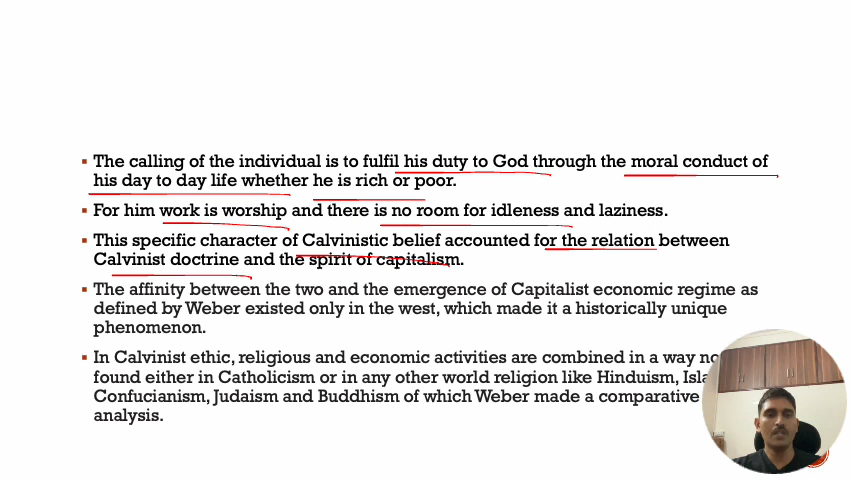 ▪ The calling of the individual is to fulfil his duty to God through the moral conduct of
his day to day life whether he is rich or poor.
▪ For him work is worship and there is no room for idleness and laziness.
▪ This specific character of Calvinistic belief accounted for the relation between
Calvinist doctrine and the spirit of capitalism.
▪ The affinity between the two and the emergence of Capitalist economic regime as
defined by Weber existed only in the west, which made it a historically unique
phenomenon.
▪ In Calvinist ethic, religious and economic activities are combined in a way
found either in Catholicism or in any other world religion like Hinduism,
Confucianism, Judaism and Buddhism of which Weber made a comparative
analysis.